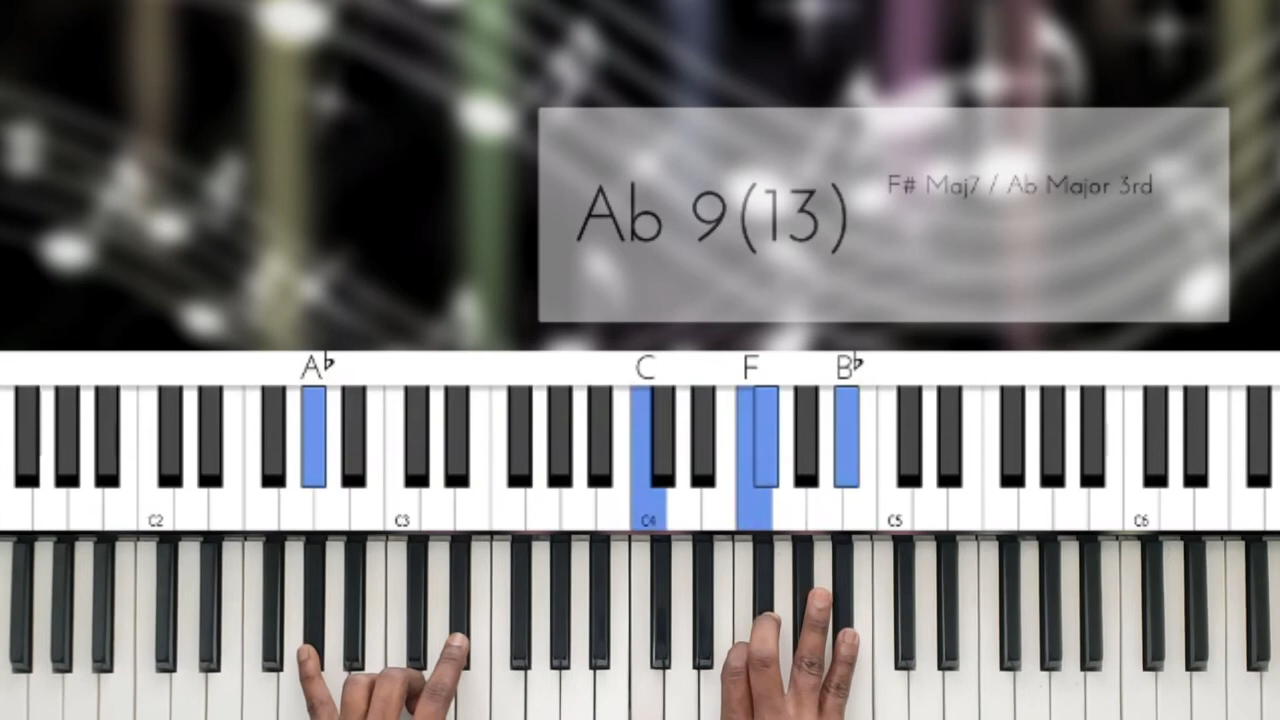 Ab 9(13)
F# Maj7 / Ab Major 3rd
A♭ C F B♭
C2 C3 C4 C5 C6